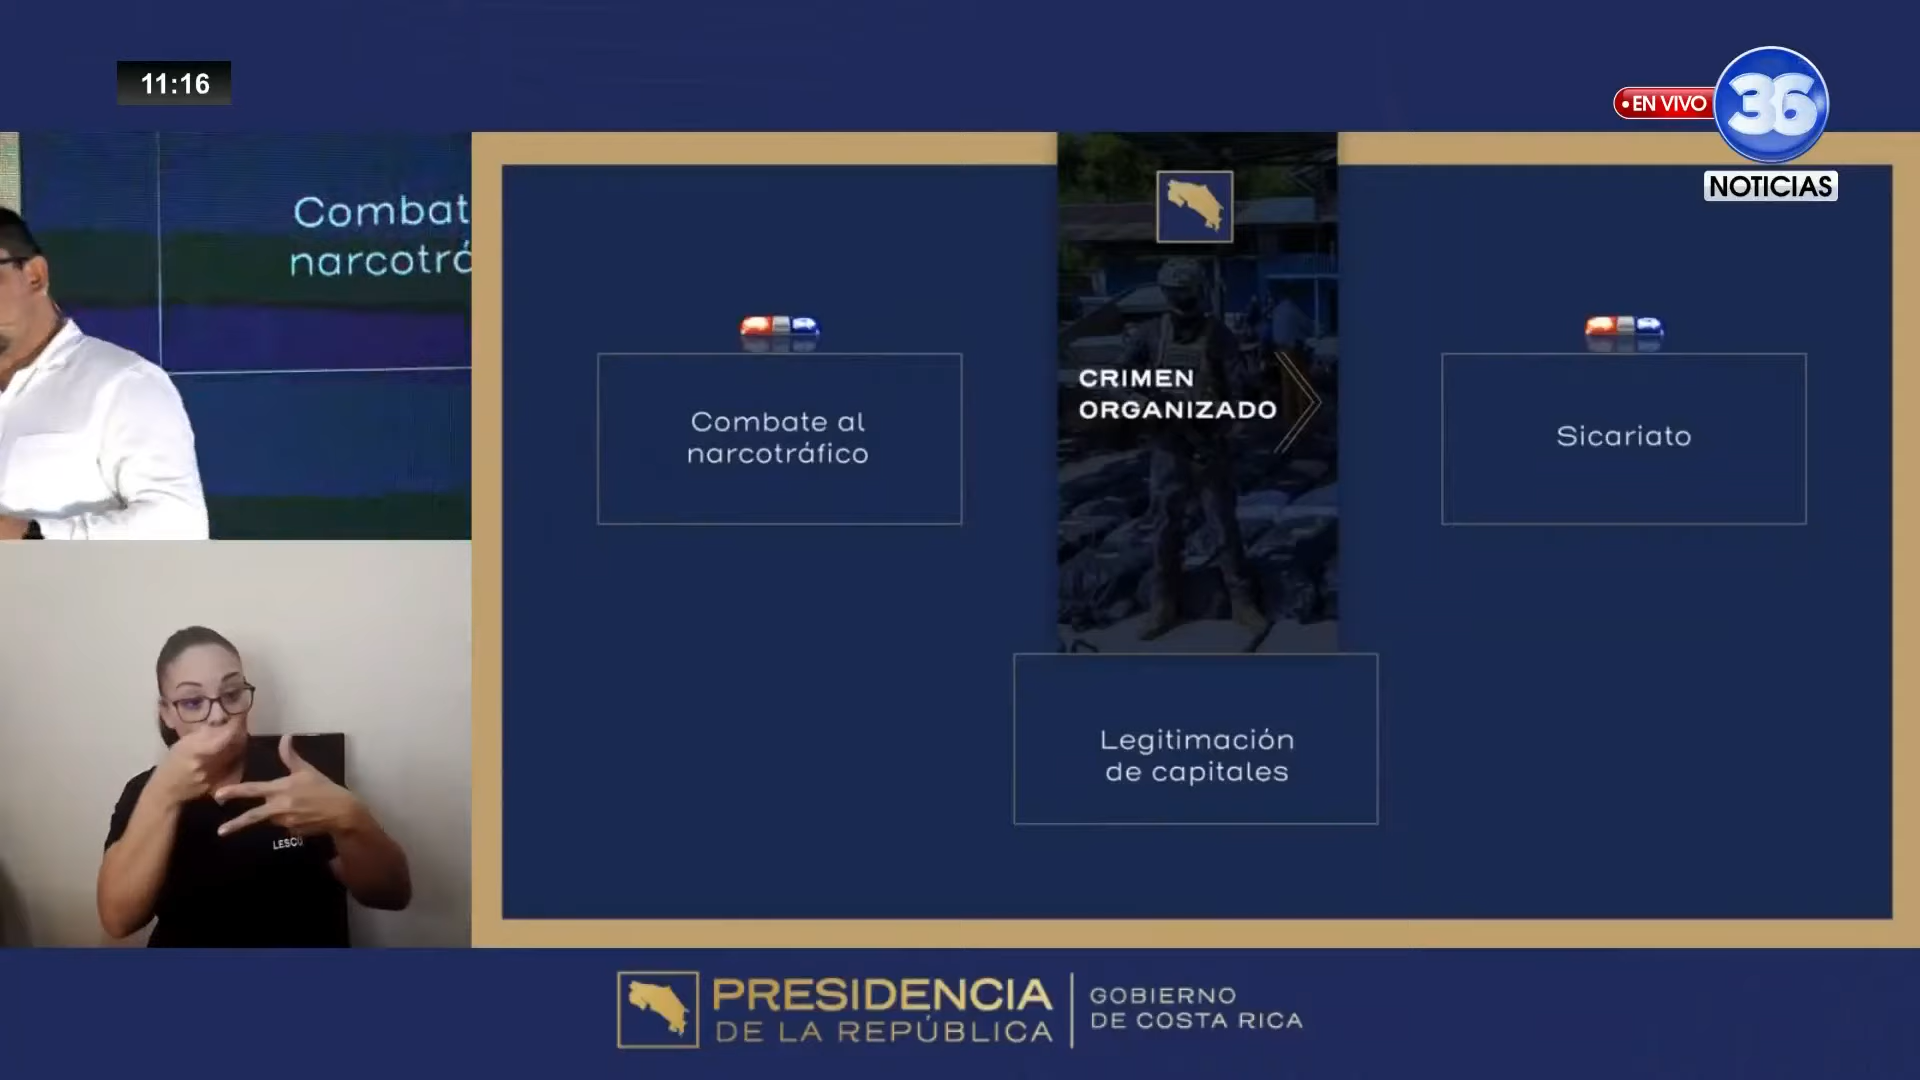 11:16
• EN VIVO
36
NOTICIAS
Combat
narcotrá
Combate al
narcotráfico
CRIMEN
ORGANIZADO
Sicariato
Legitimación
de capitales
LESCO
PRESIDENCIA
DE LA REPÚBLICA
GOBIERNO
DE COSTA RICA